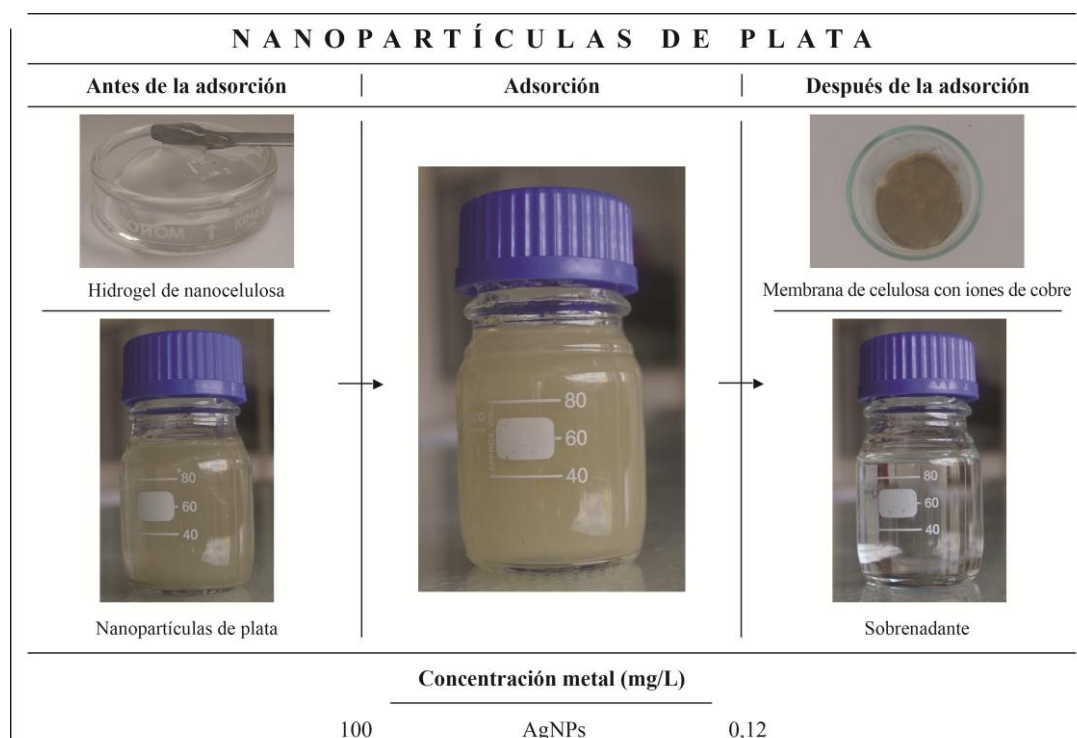 NANOPARTÍCULAS DE PLATA
Antes de la adsorción
Adsorción
Después de la adsorción
Hidrogel de nanocelulosa
Membrana de celulosa con iones de cobre
80
60
40
80
60
40
80
60
40
Nanopartículas de plata
Sobrenadante
Concentración metal (mg/L)
100 AgNPs 0,12